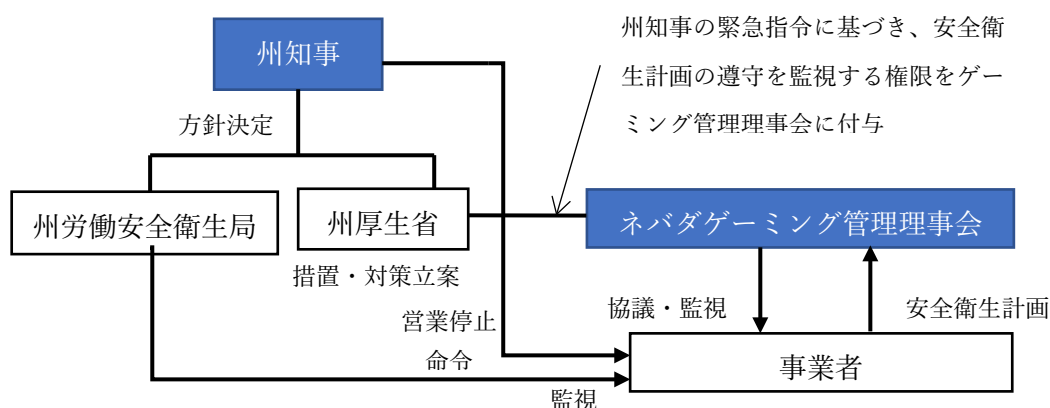 州知事
州知事の緊急指令に基づき、安全衛
生計画の遵守を監視する権限をゲー
ミング管理理事会に付与
方針決定
州労働安全衛生局
州厚生省
ネバダゲーミング管理理事会
措置・対策立案
営業停止
命令
協議・監視
安全衛生計画
事業者
監視